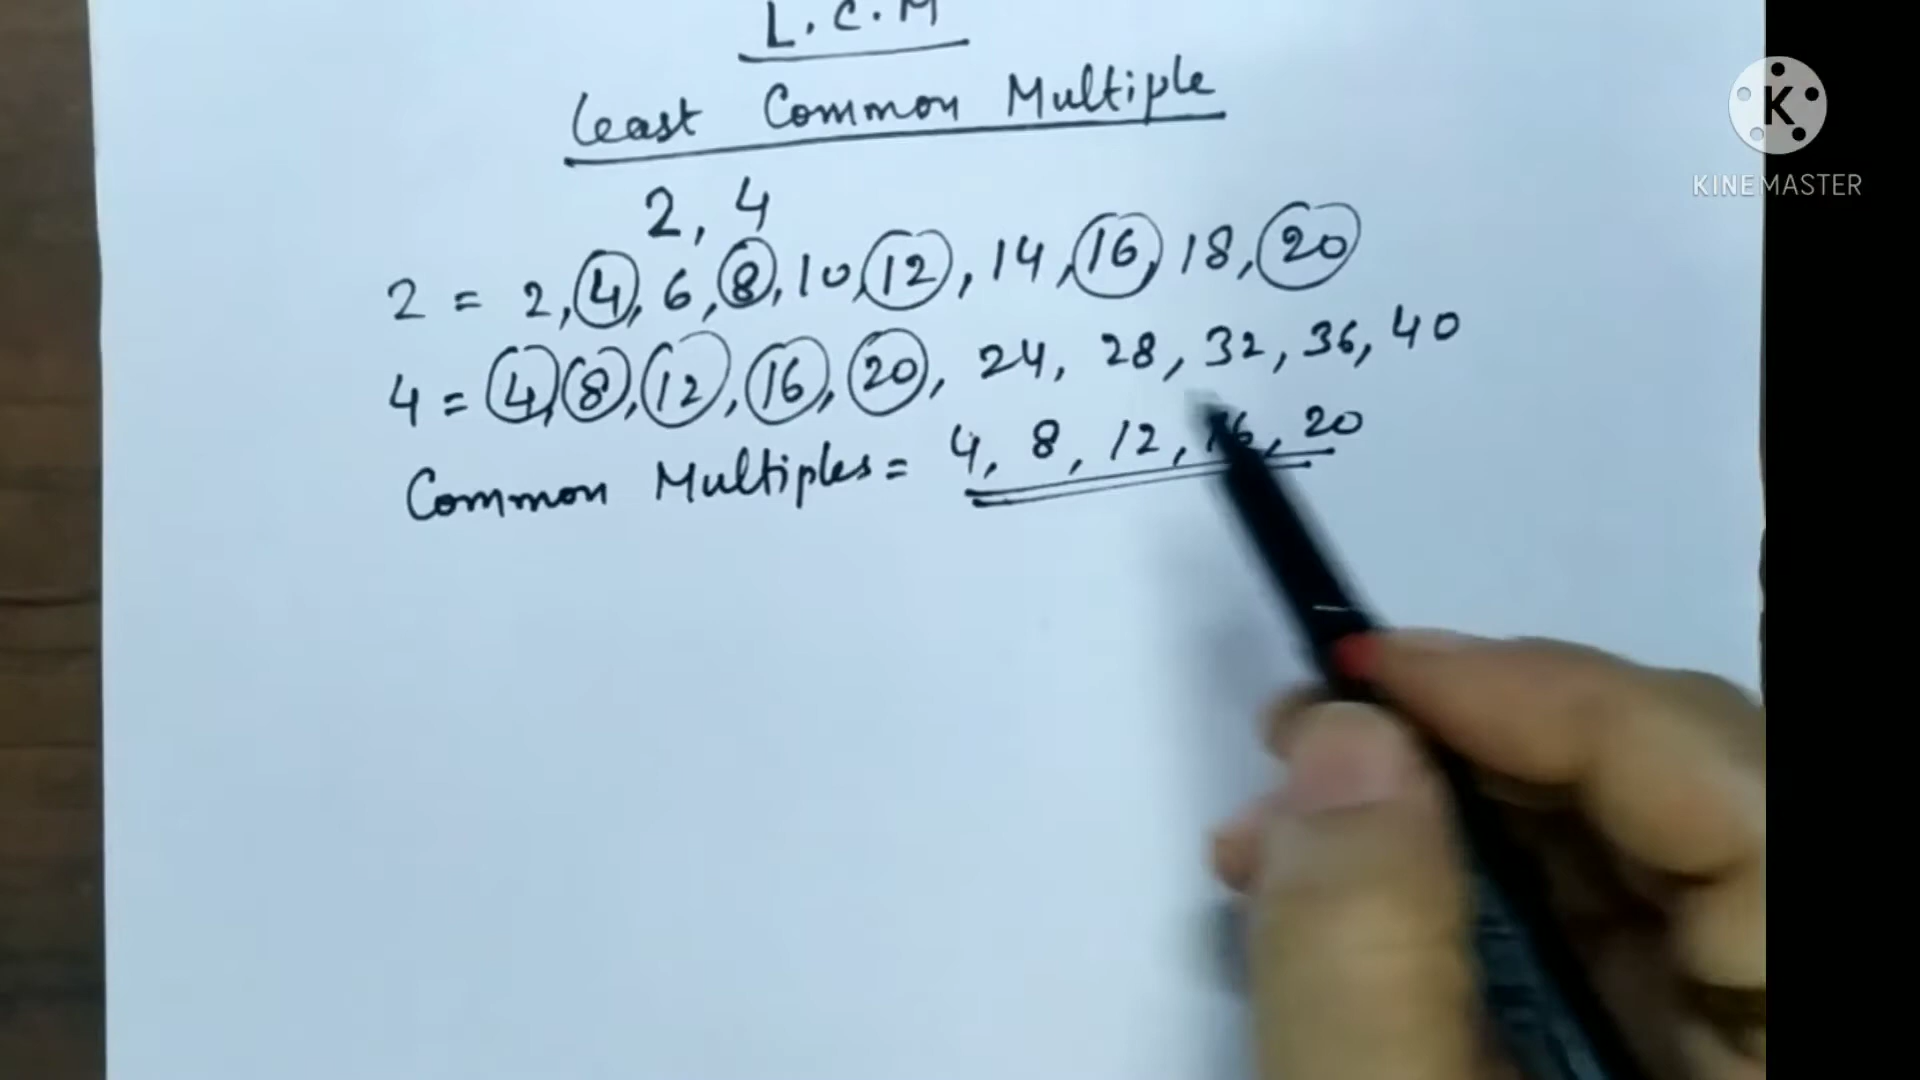 L.C.M
Least Common Multiple
2, 4
2 = 2, 4, 6, 8, 10, 12, 14, 16, 18, 20
4 = 4, 8, 12, 16, 20, 24, 28, 32, 36, 40
Common Multiples = 4, 8, 12, 16, 20
K
KINEMASTER